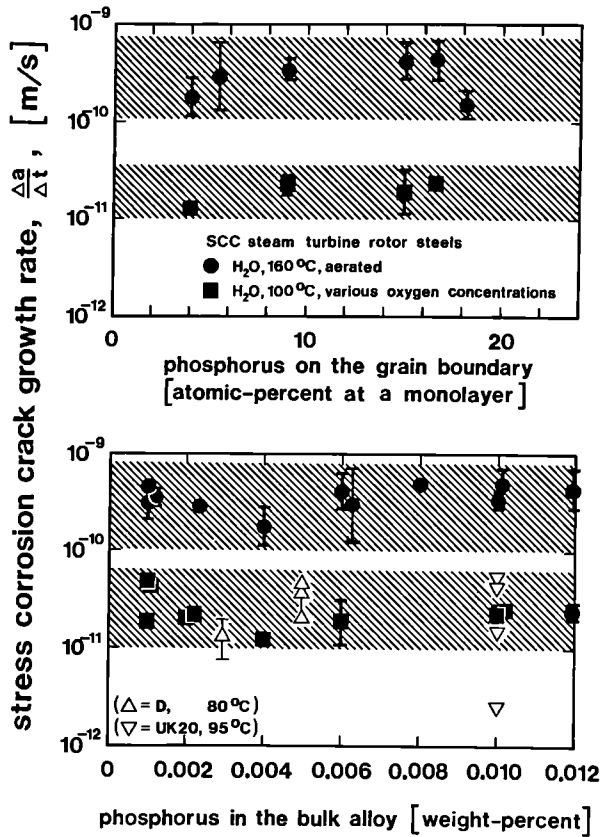 stress corrosion crack growth rate, Δa/Δt, [m/s]
10⁻⁹
10⁻¹⁰
10⁻¹¹
10⁻¹²
SCC steam turbine rotor steels
● H₂O, 160 °C, aerated
■ H₂O, 100 °C, various oxygen concentrations
0 10 20
phosphorus on the grain boundary
[atomic-percent at a monolayer]
10⁻⁹
10⁻¹⁰
10⁻¹¹
10⁻¹²
(△ = D, 80 °C)
(▽ = UK20, 95 °C)
0 0.002 0.004 0.006 0.008 0.010 0.012
phosphorus in the bulk alloy [weight-percent]